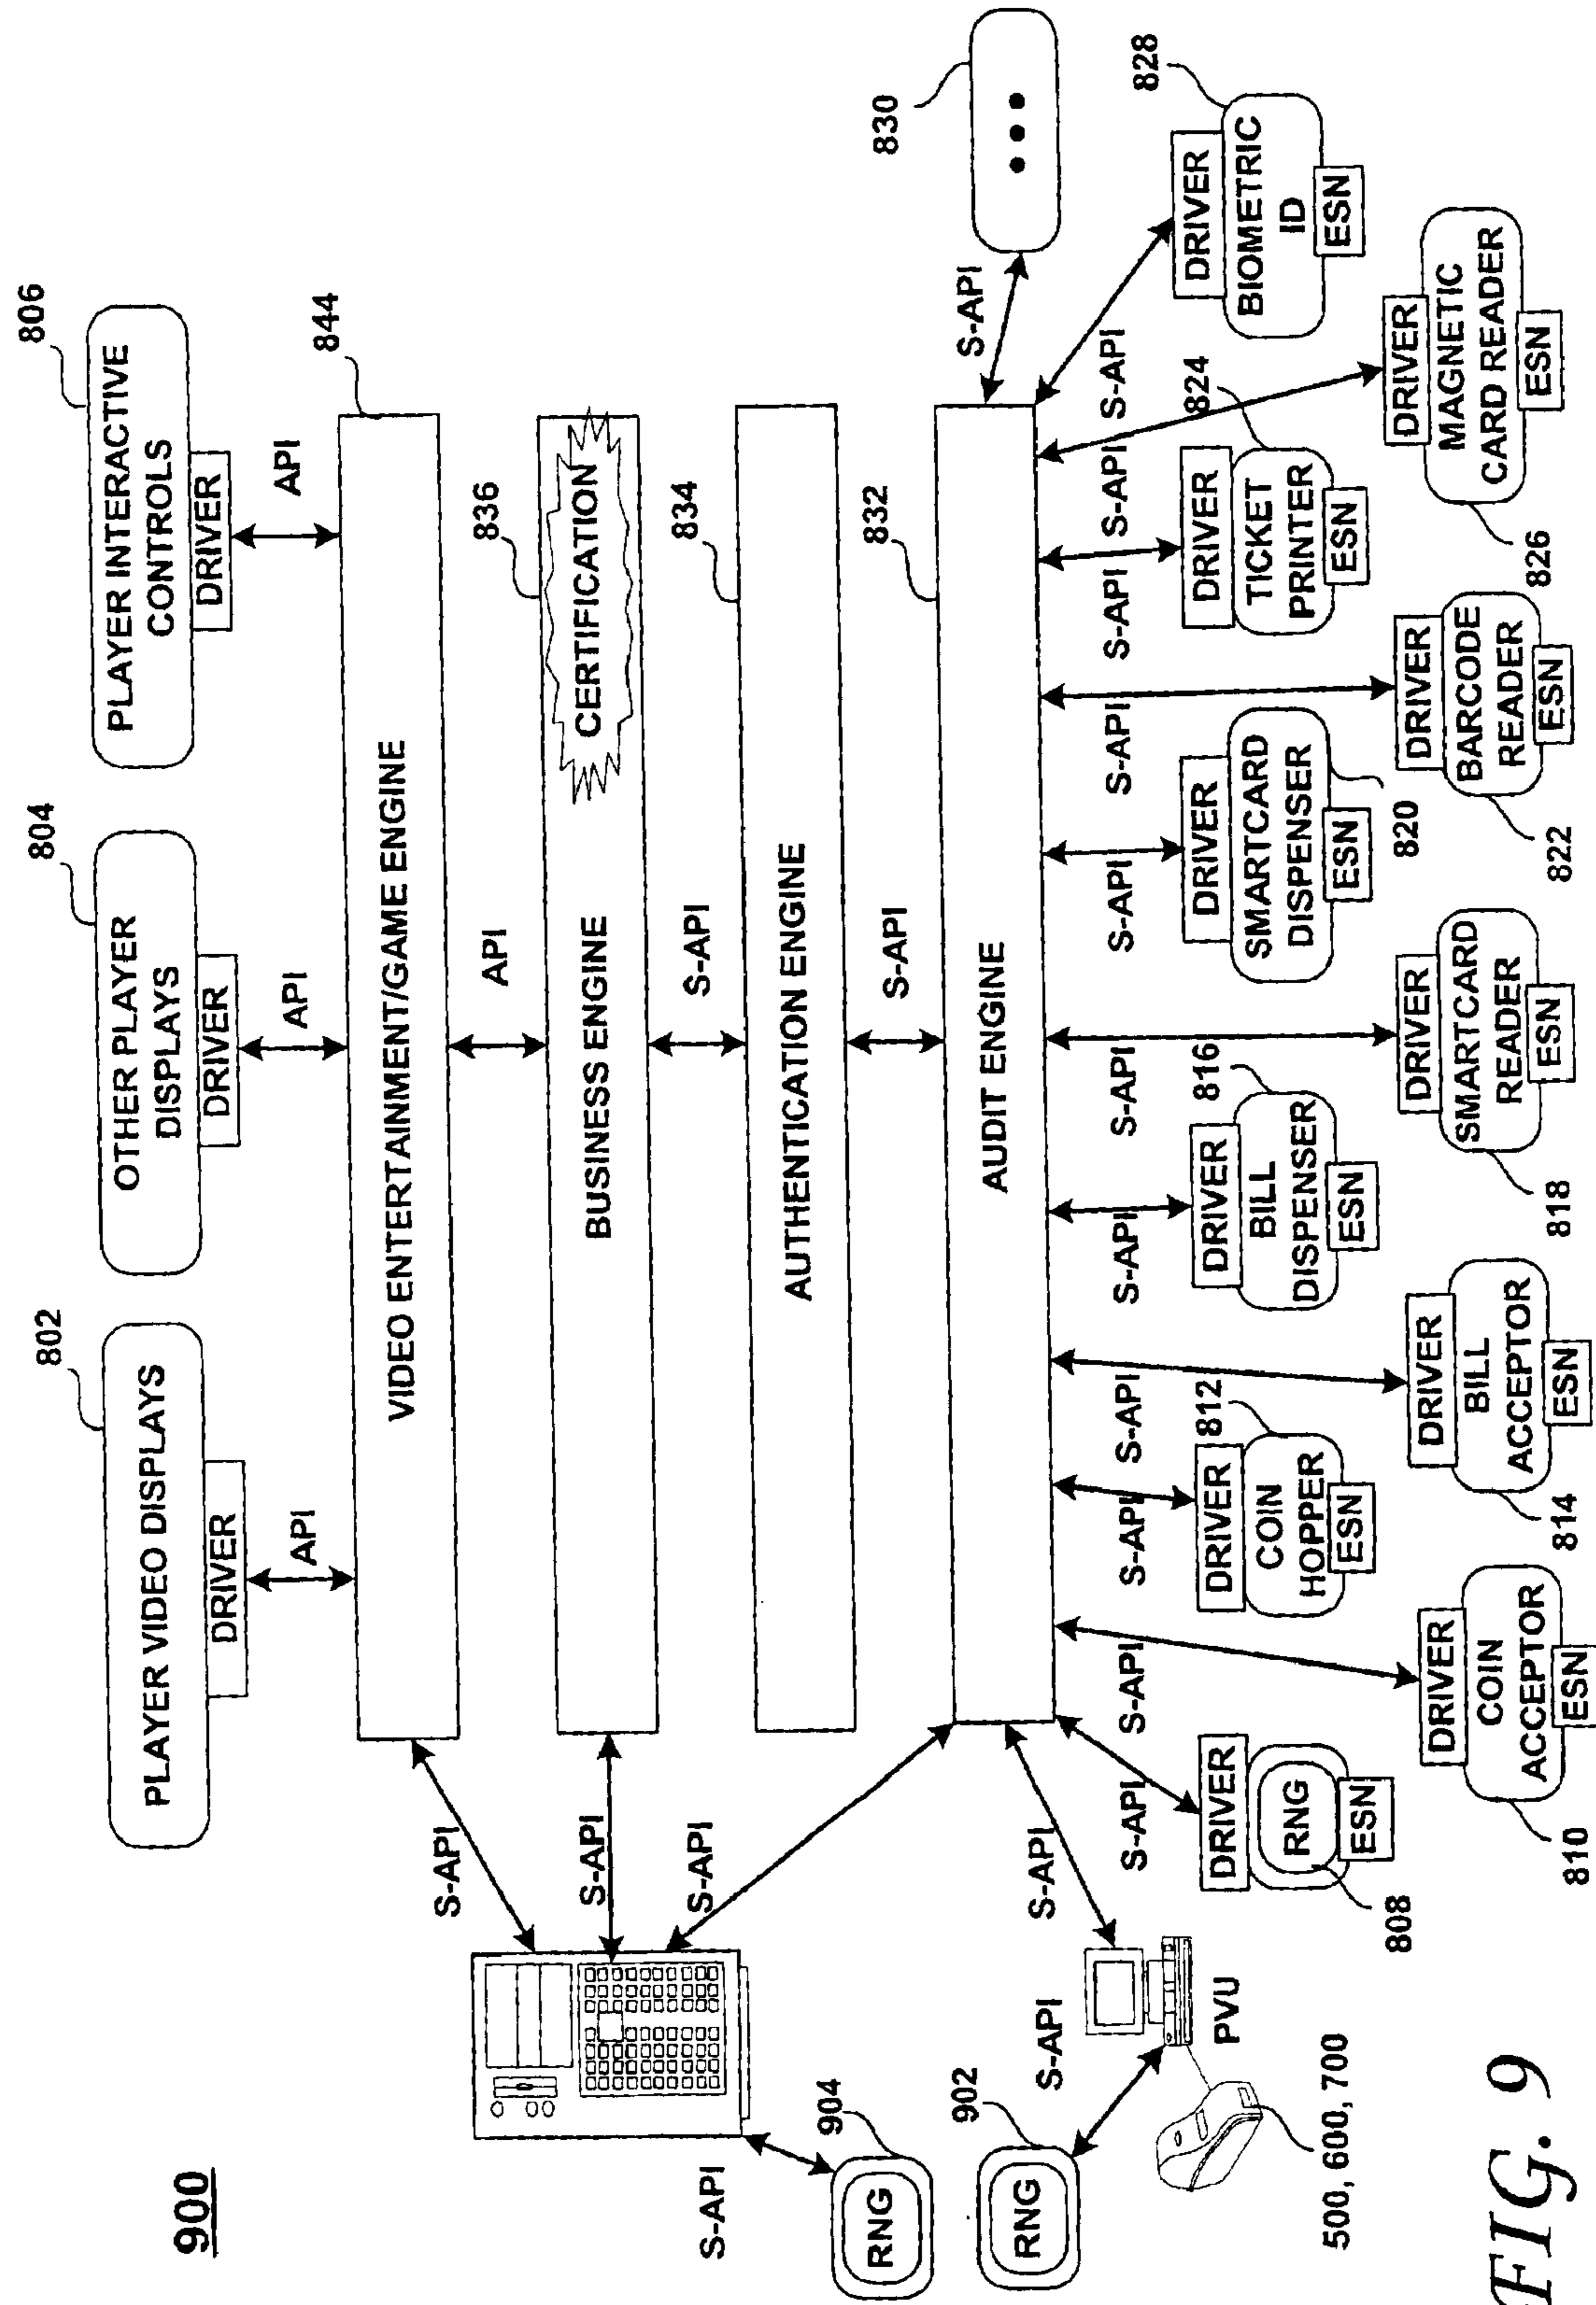 900
802
PLAYER VIDEO DISPLAYS
DRIVER
API
804
OTHER PLAYER
DISPLAYS
DRIVER
API
806
PLAYER INTERACTIVE
CONTROLS
DRIVER
API
844
VIDEO ENTERTAINMENT/GAME ENGINE
API
836
BUSINESS ENGINE
CERTIFICATION
S-API
834
AUTHENTICATION ENGINE
S-API
832
AUDIT ENGINE
S-API
S-API
S-API
S-API
904
RNG
902
RNG
S-API
S-API
PVU
500, 600, 700
S-API
830
S-API
DRIVER
RNG
ESN
808
S-API
DRIVER
COIN
ACCEPTOR
ESN
810
S-API
812
DRIVER
COIN
HOPPER
ESN
S-API
DRIVER
BILL
ACCEPTOR
ESN
814
S-API
816
DRIVER
BILL
DISPENSER
ESN
S-API
DRIVER
SMARTCARD
READER
ESN
818
S-API
DRIVER
SMARTCARD
DISPENSER
ESN
820
S-API
DRIVER
BARCODE
READER
ESN
822
S-API
824
DRIVER
TICKET
PRINTER
ESN
S-API
DRIVER
MAGNETIC
CARD READER
ESN
826
S-API
828
DRIVER
BIOMETRIC
ID
ESN
FIG. 9